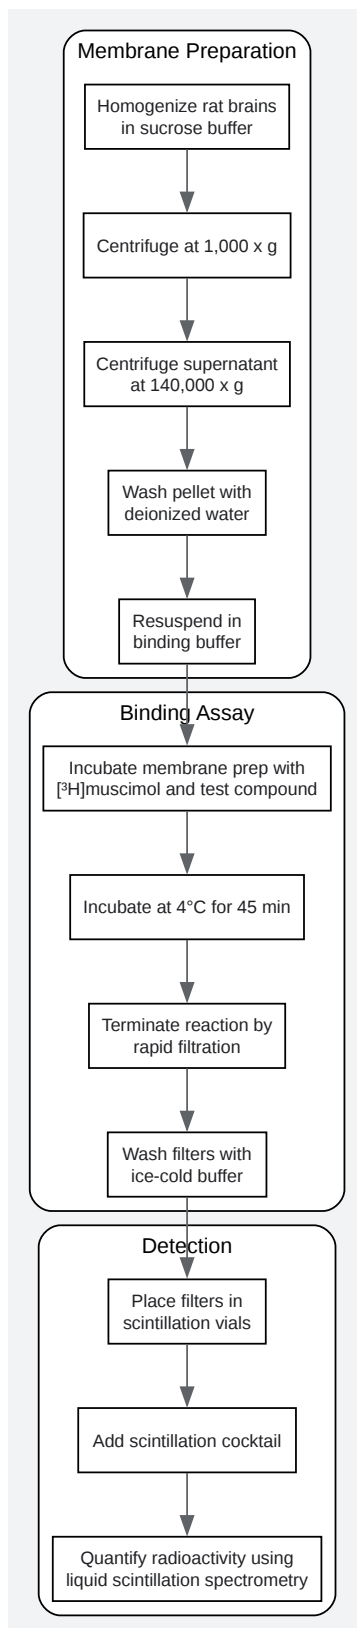 Membrane Preparation
Homogenize rat brains
in sucrose buffer
Centrifuge at 1,000 x g
Centrifuge supernatant
at 140,000 x g
Wash pellet with
deionized water
Resuspend in
binding buffer
Binding Assay
Incubate membrane prep with
[³H]muscimol and test compound
Incubate at 4°C for 45 min
Terminate reaction by
rapid filtration
Wash filters with
ice-cold buffer
Detection
Place filters in
scintillation vials
Add scintillation cocktail
Quantify radioactivity using
liquid scintillation spectrometry